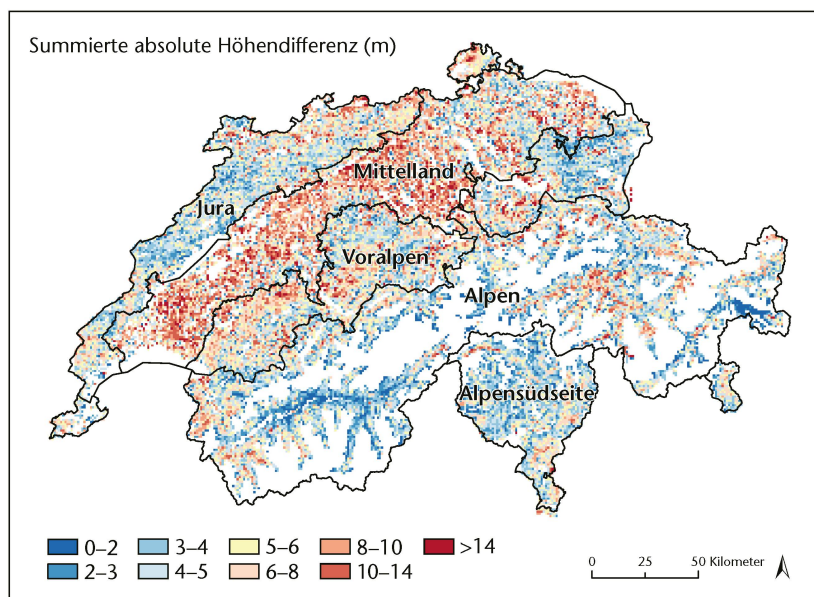 Summierte absolute Höhendifferenz (m)
Mittelland
Jura
Voralpen
Alpen
Alpensüdseite
0–2 3–4 5–6 8–10 >14
2–3 4–5 6–8 10–14
0 25 50 Kilometer